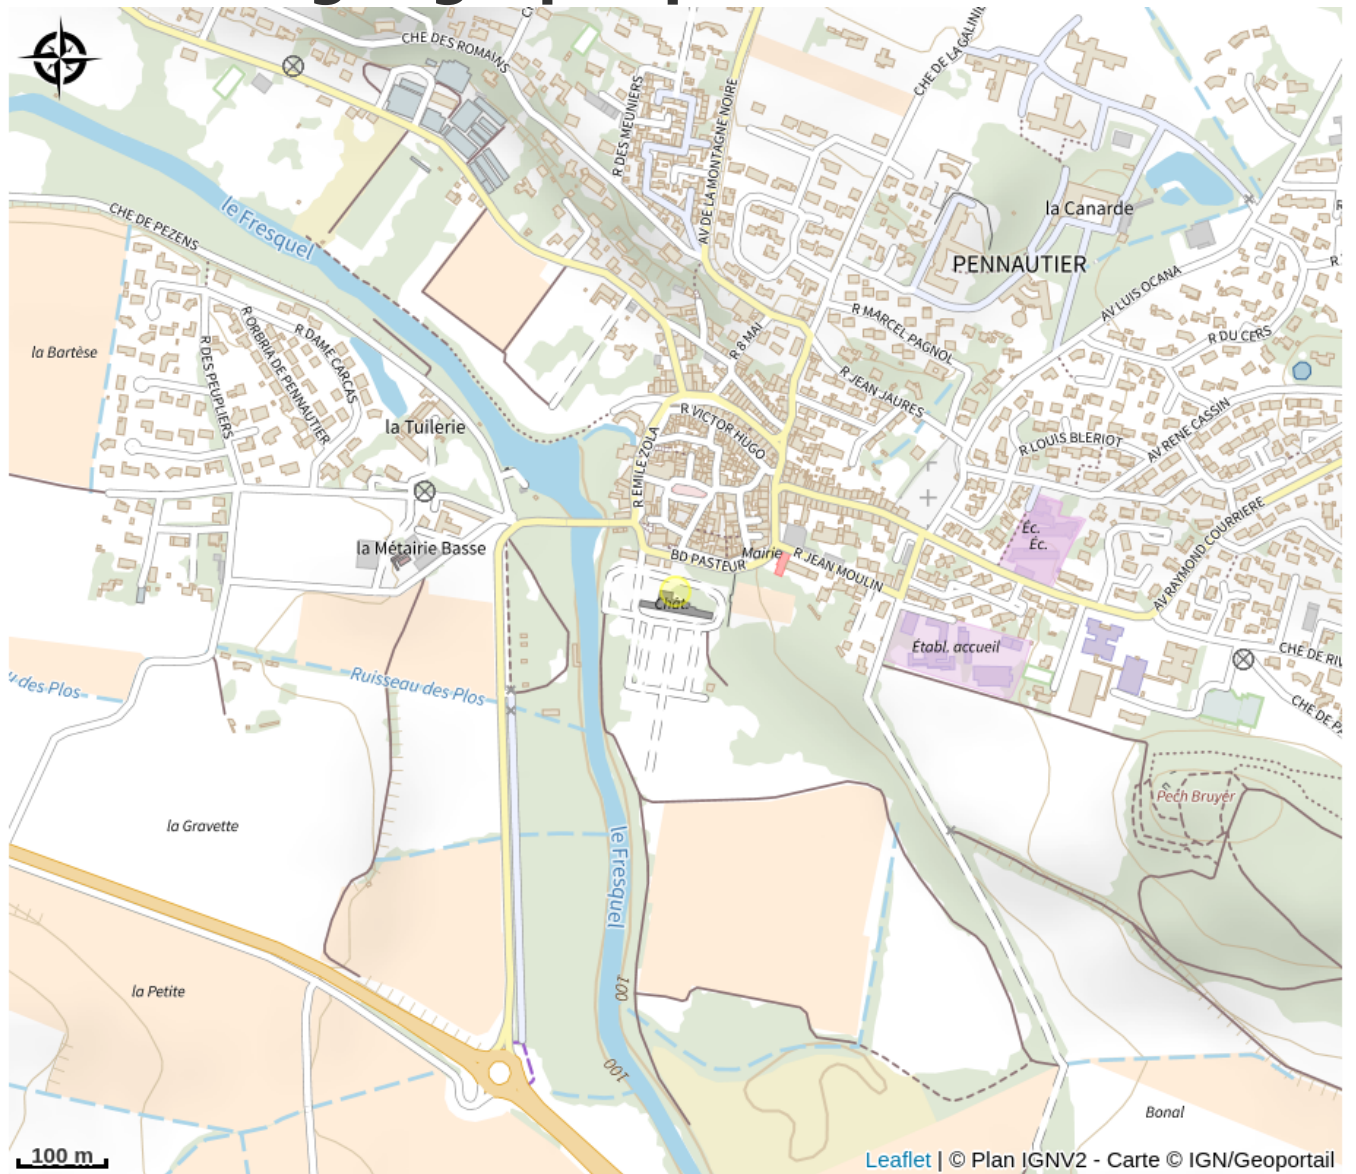 CHE DES ROMAINS
CHE DE LA GALINIE
R DES MEUNIERS
AV DE LA MONTAGNE NOIRE
la Canarde
PENNAUTIER
le Fresquel
CHE DE PEZENS
AV LUIS OCANA
R MARCEL PAGNOL
R DU CERS
R 8 MAI
la Bartèse
R DES PEUPLIERS
R ORBRIA DE PENNAUTIER
R DAME CARCAS
R JEAN JAURES
la Tuilerie
R VICTOR HUGO
R EMILE ZOLA
R LOUIS BLERIOT
AV RENE CASSIN
AV RAYMOND COURRIERE
Éc.
Éc.
la Métairie Basse
BD PASTEUR
Mairie
R JEAN MOULIN
Chât.
Établ. accueil
CHE DE RIV
CHE DE PA
u des Plos
Ruisseau des Plos
Pech Bruyer
la Gravette
le Fresquel
la Petite
100
100
Bonal
100 m
Leaflet | © Plan IGNV2 - Carte © IGN/Geoportail